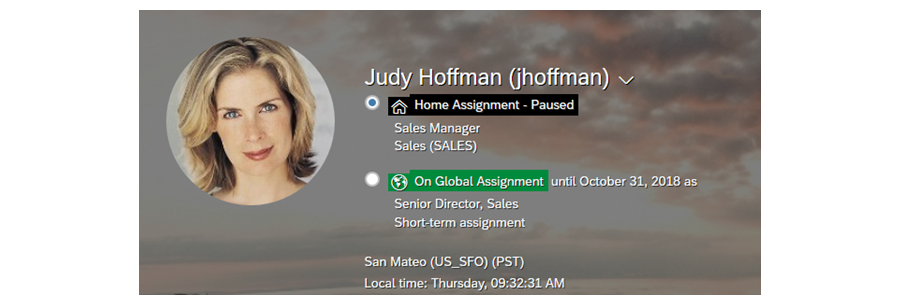 Judy Hoffman (jhoffman)
Home Assignment - Paused
Sales Manager
Sales (SALES)
On Global Assignment until October 31, 2018 as
Senior Director, Sales
Short-term assignment
San Mateo (US_SFO) (PST)
Local time: Thursday, 09:32:31 AM